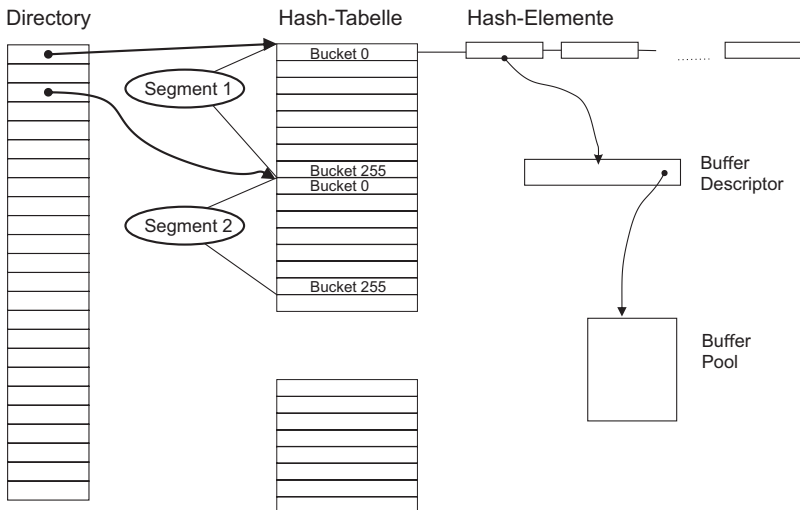 Directory
Hash-Tabelle
Hash-Elemente
Bucket 0
Segment 1
Bucket 255
Bucket 0
Segment 2
Bucket 255
Buffer
Descriptor
Buffer
Pool